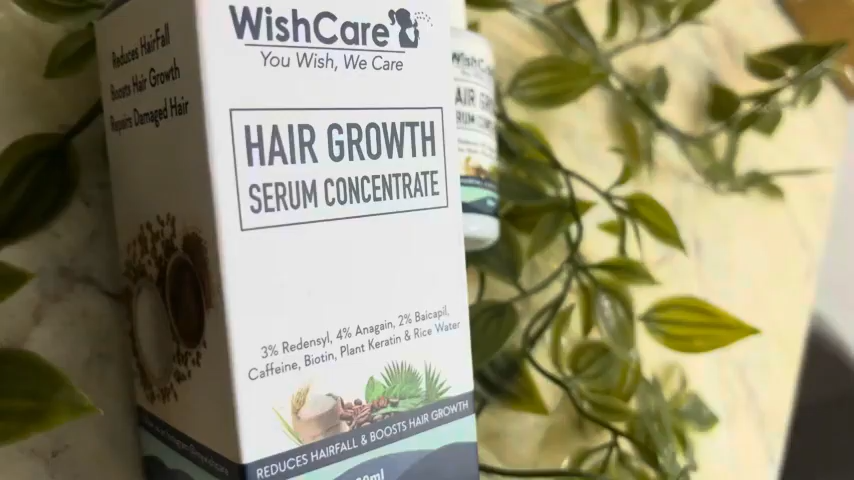 WishCare
You Wish, We Care
Reduces HairFall
Boosts Hair Growth
Repairs Damaged Hair
HAIR GROWTH
SERUM CONCENTRATE
3% Redensyl, 4% Anagain, 2% Baicapil,
Caffeine, Biotin, Plant Keratin & Rice Water
REDUCES HAIRFALL & BOOSTS HAIR GROWTH
WishCare